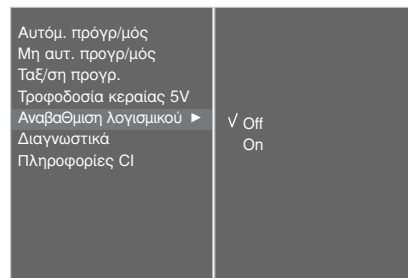 Αυτόμ. πρόγρ/μός
Μη αυτ. προγρ/μός
Ταξ/ση προγρ.
Τροφοδοσία κεραίας 5V
ΑναβαΘμιση λογισμικού ►
Διαγνωστικά
Πληροφορίες CI
√ Off
On